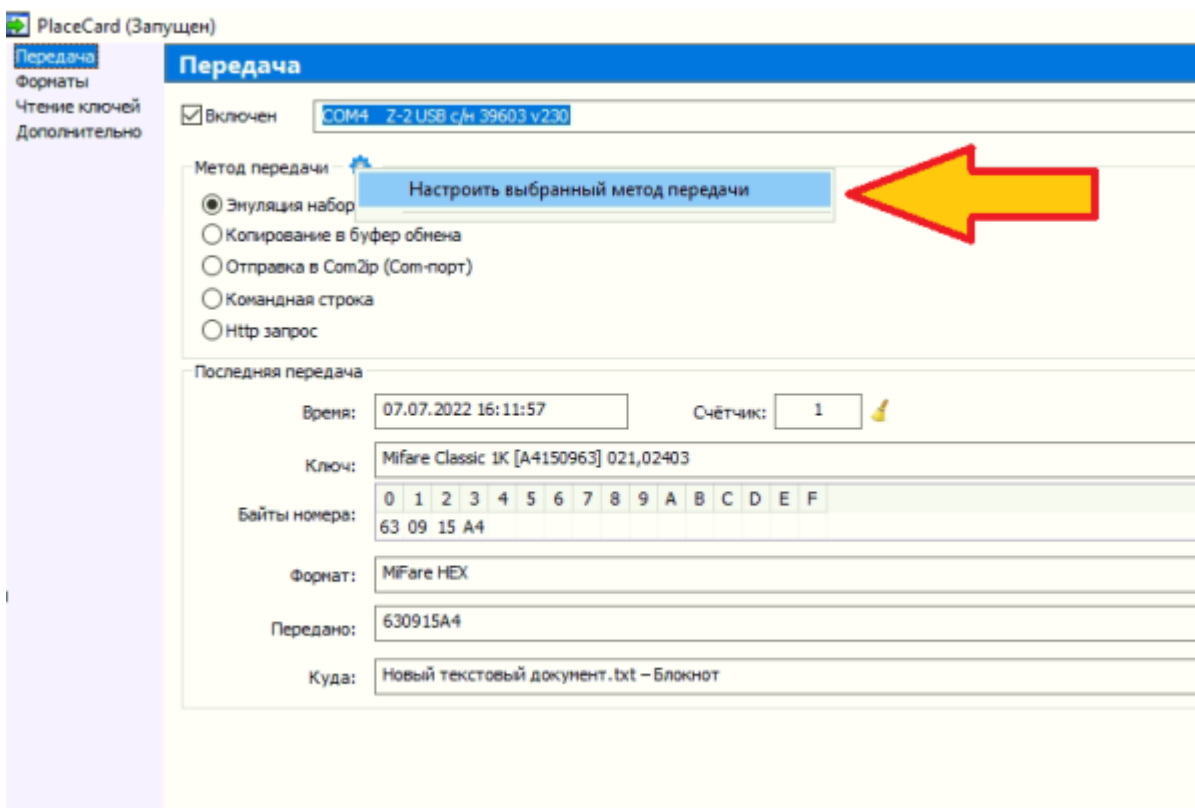 PlaceCard (Запущен)
Передача
Форматы
Чтение ключей
Дополнительно
Передача
Включен
COM4 Z-2 USB с/н 39603 v230
Метод передачи
Настроить выбранный метод передачи
Эмуляция набор
Копирование в буфер обмена
Отправка в Com2ip (Com-порт)
Командная строка
Http запрос
Последняя передача
Время: 07.07.2022 16:11:57 Счётчик: 1
Ключ: Mifare Classic 1K [A4150963] 021,02403
0 1 2 3 4 5 6 7 8 9 A B C D E F
Байты номера:
63 09 15 A4
Формат: MiFare HEX
Передано: 630915A4
Куда: Новый текстовый документ.txt – Блокнот